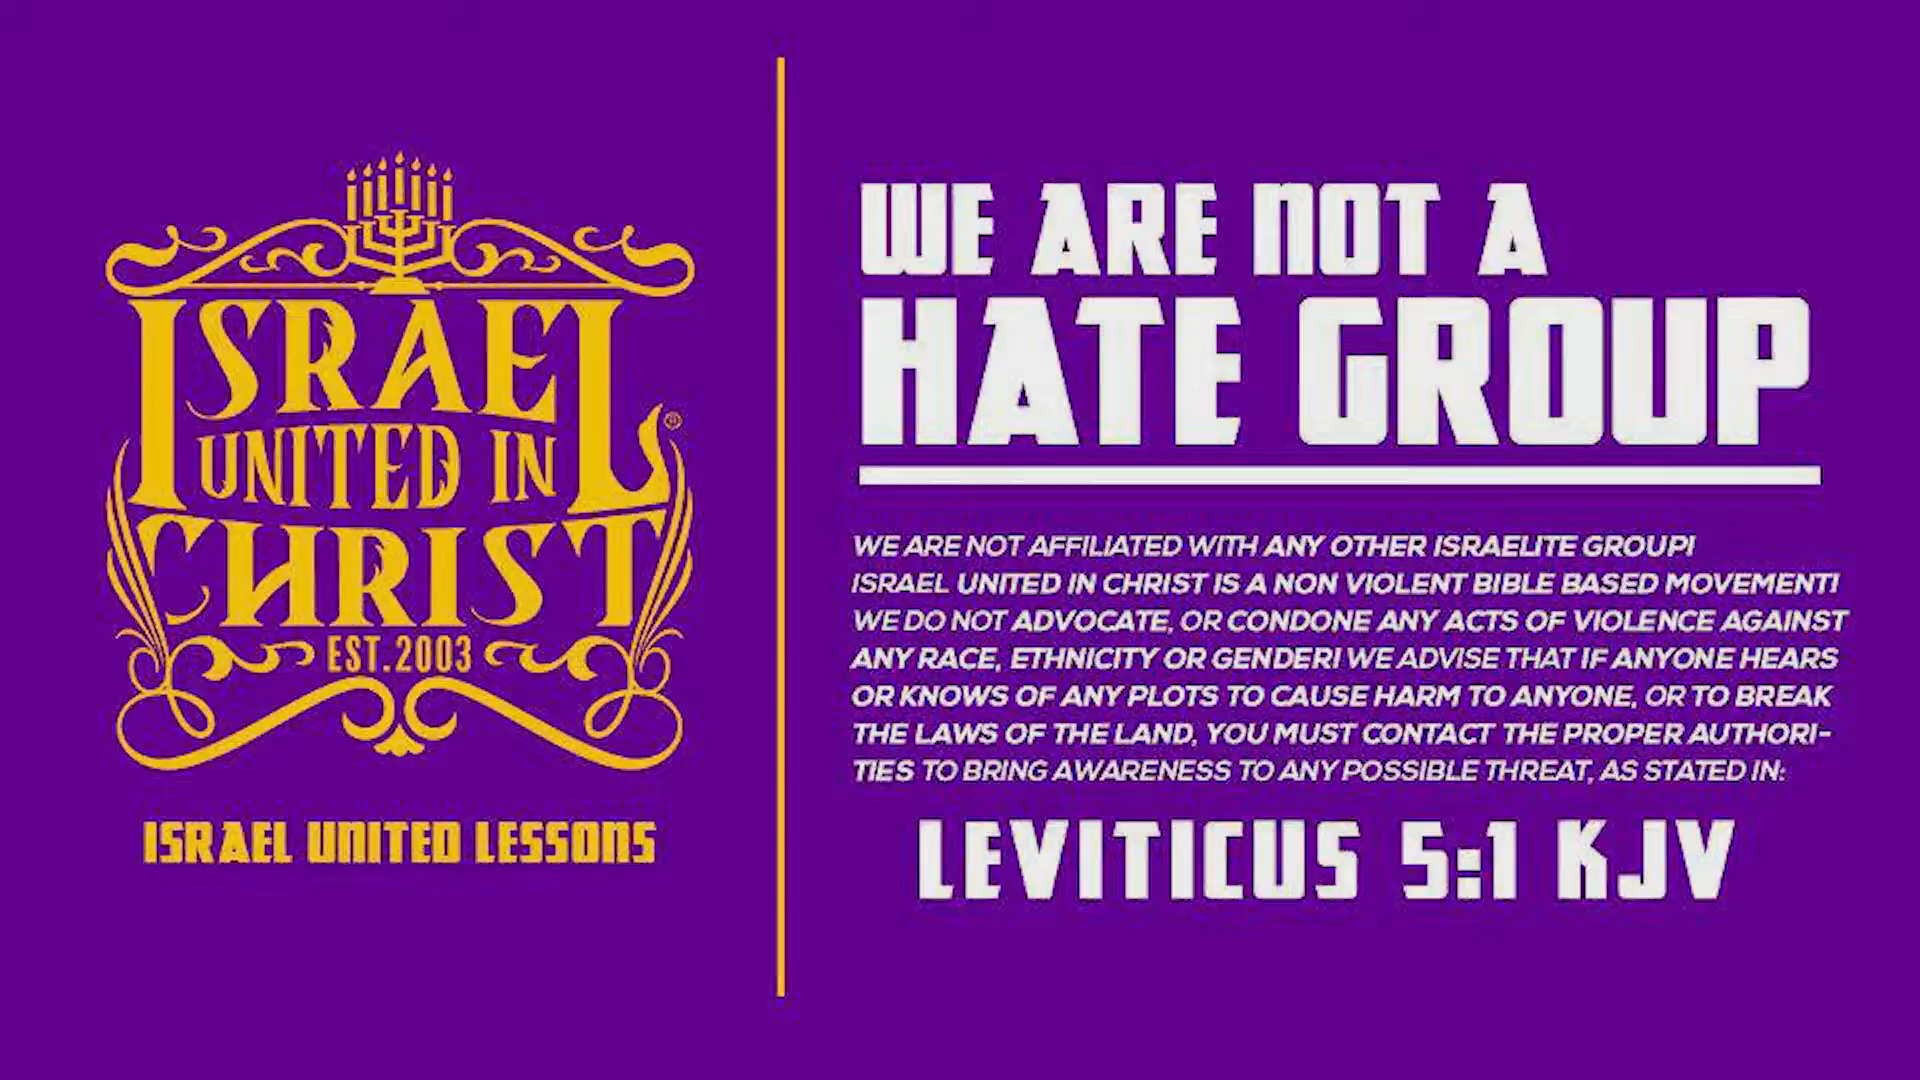 ISRAEL
UNITED IN
CHRIST
EST.2003
ISRAEL UNITED LESSONS
WE ARE NOT A
HATE GROUP
WE ARE NOT AFFILIATED WITH ANY OTHER ISRAELITE GROUP!
ISRAEL UNITED IN CHRIST IS A NON VIOLENT BIBLE BASED MOVEMENT!
WE DO NOT ADVOCATE, OR CONDONE ANY ACTS OF VIOLENCE AGAINST
ANY RACE, ETHNICITY OR GENDER! WE ADVISE THAT IF ANYONE HEARS
OR KNOWS OF ANY PLOTS TO CAUSE HARM TO ANYONE, OR TO BREAK
THE LAWS OF THE LAND, YOU MUST CONTACT THE PROPER AUTHORI-
TIES TO BRING AWARENESS TO ANY POSSIBLE THREAT, AS STATED IN:
LEVITICUS 5:1 KJV